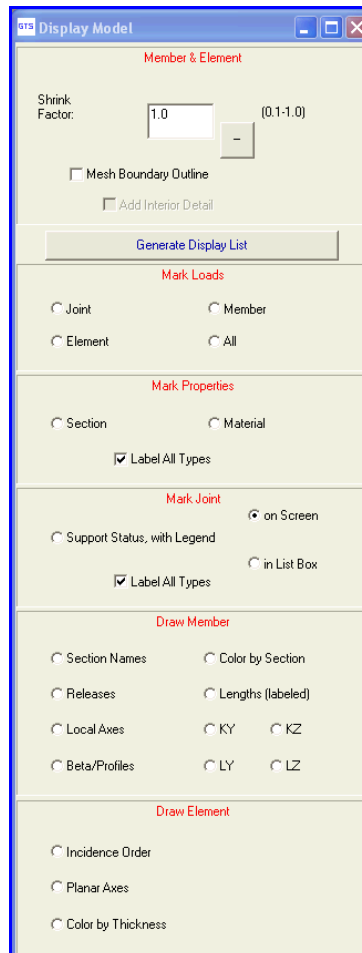 GTS Display Model
Member & Element
Shrink
Factor:
1.0
(0.1-1.0)
–
Mesh Boundary Outline
Add Interior Detail
Generate Display List
Mark Loads
Joint
Member
Element
All
Mark Properties
Section
Material
Label All Types
Mark Joint
on Screen
Support Status, with Legend
in List Box
Label All Types
Draw Member
Section Names
Color by Section
Releases
Lengths (labeled)
Local Axes
KY
KZ
Beta/Profiles
LY
LZ
Draw Element
Incidence Order
Planar Axes
Color by Thickness